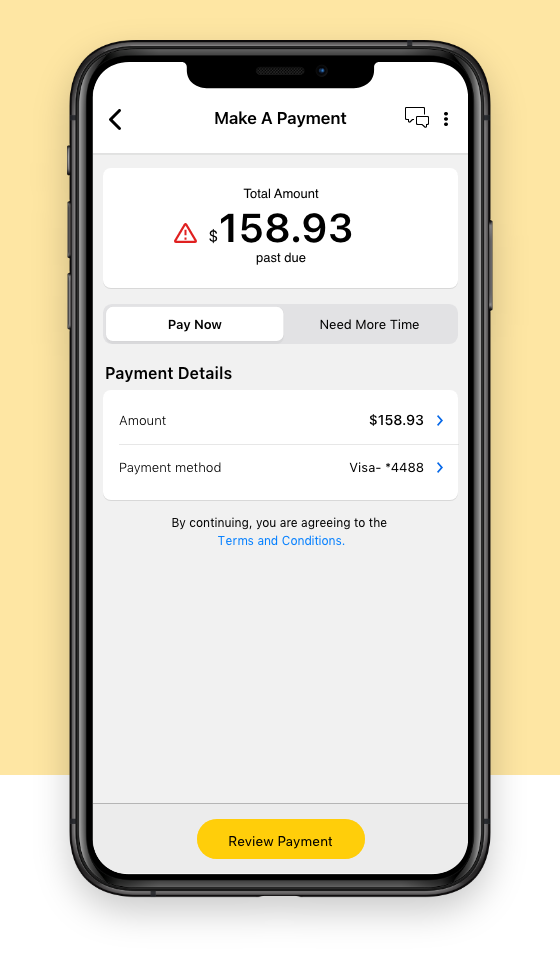 Make A Payment
Total Amount
$158.93
past due
Pay Now
Need More Time
Payment Details
Amount
$158.93
Payment method
Visa- *4488
By continuing, you are agreeing to the
Terms and Conditions.
Review Payment